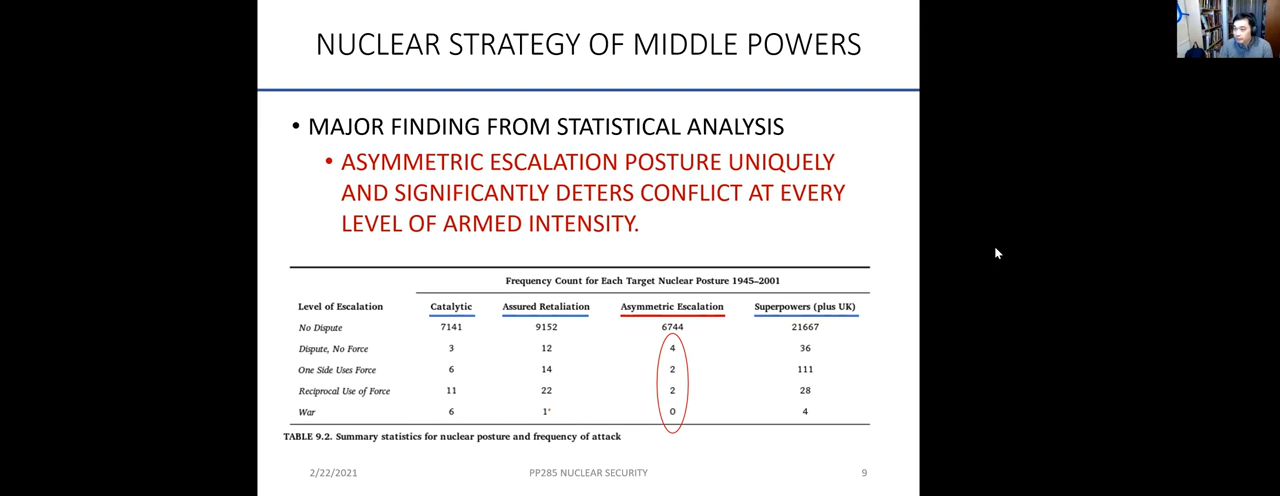 NUCLEAR STRATEGY OF MIDDLE POWERS
• MAJOR FINDING FROM STATISTICAL ANALYSIS
• ASYMMETRIC ESCALATION POSTURE UNIQUELY
AND SIGNIFICANTLY DETERS CONFLICT AT EVERY
LEVEL OF ARMED INTENSITY.
Frequency Count for Each Target Nuclear Posture 1945–2001
Level of Escalation Catalytic Assured Retaliation Asymmetric Escalation Superpowers (plus UK)
No Dispute 7141 9152 6744 21667
Dispute, No Force 3 12 4 36
One Side Uses Force 6 14 2 111
Reciprocal Use of Force 11 22 2 28
War 6 1* 0 4
TABLE 9.2. Summary statistics for nuclear posture and frequency of attack
2/22/2021 PP285 NUCLEAR SECURITY 9